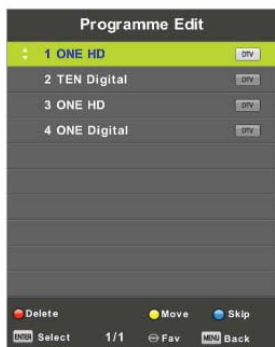 Programme Edit
1 ONE HD DTV
2 TEN Digital DTV
3 ONE HD DTV
4 ONE Digital DTV
Delete Move Skip
ENTER Select 1/1 Fav MENU Back